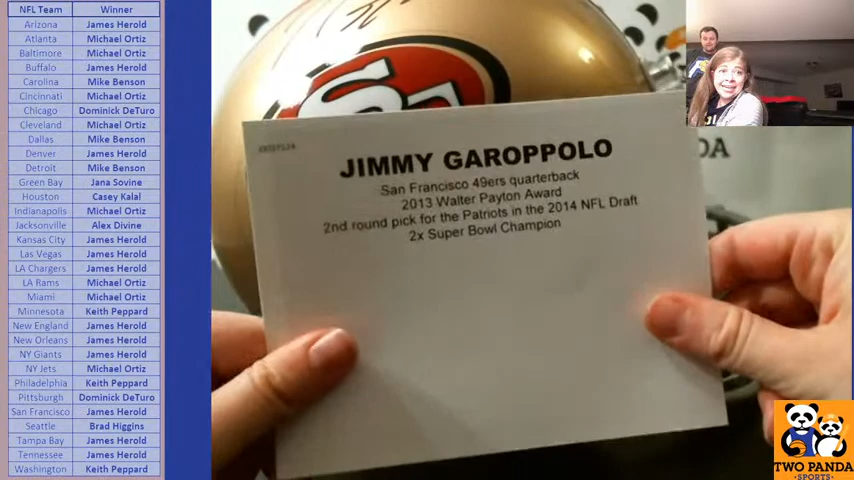 NFL Team Winner
Arizona James Herold
Atlanta Michael Ortiz
Baltimore Michael Ortiz
Buffalo James Herold
Carolina Mike Benson
Cincinnati Michael Ortiz
Chicago Dominick DeTuro
Cleveland Michael Ortiz
Dallas Mike Benson
Denver James Herold
Detroit Mike Benson
Green Bay Jana Sovine
Houston Casey Kalal
Indianapolis Michael Ortiz
Jacksonville Alex Divine
Kansas City James Herold
Las Vegas James Herold
LA Chargers James Herold
LA Rams Michael Ortiz
Miami Michael Ortiz
Minnesota Keith Peppard
New England James Herold
New Orleans James Herold
NY Giants James Herold
NY Jets Michael Ortiz
Philadelphia Keith Peppard
Pittsburgh Dominick DeTuro
San Francisco James Herold
Seattle Brad Higgins
Tampa Bay James Herold
Tennessee James Herold
Washington Keith Peppard
SF
JIMMY GAROPPOLO
San Francisco 49ers quarterback
2013 Walter Payton Award
2nd round pick for the Patriots in the 2014 NFL Draft
2x Super Bowl Champion
NDA
TWO PANDA
SPORTS